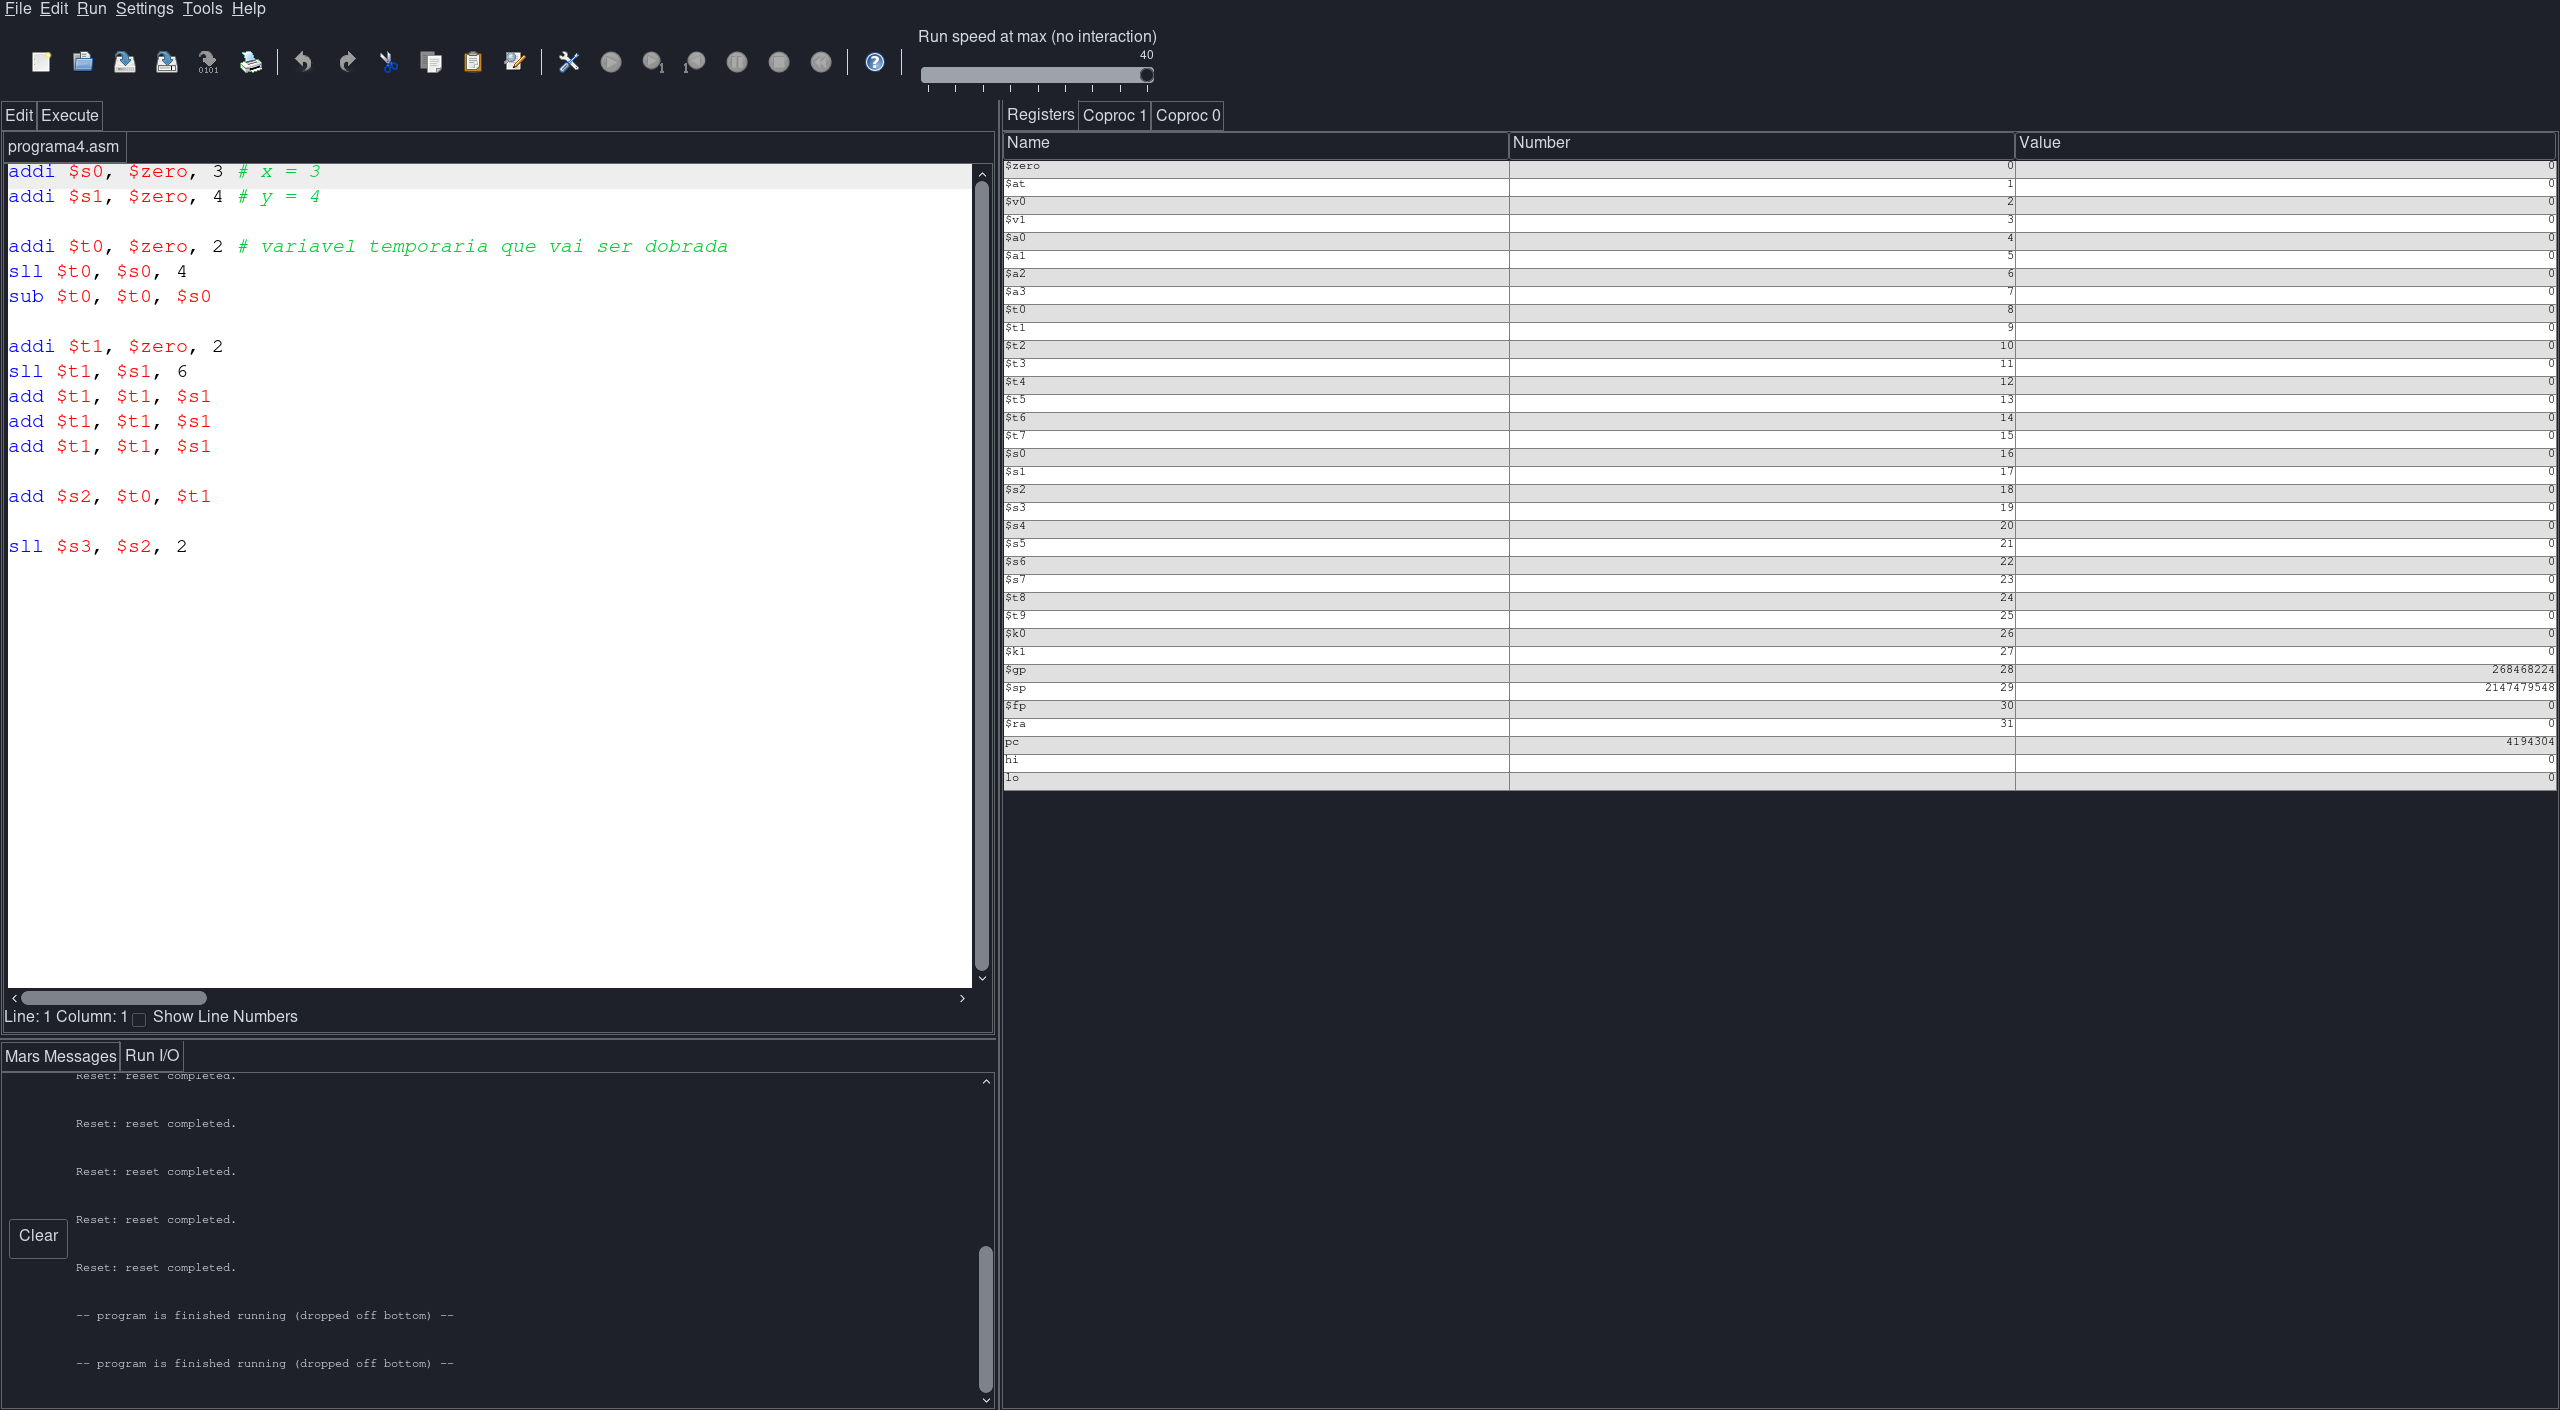 File Edit Run Settings Tools Help
Run speed at max (no interaction)
40
0101
1
1
?
Edit Execute
programa4.asm
addi $s0, $zero, 3 # x = 3
addi $s1, $zero, 4 # y = 4
addi $t0, $zero, 2 # variavel temporaria que vai ser dobrada
sll $t0, $s0, 4
sub $t0, $t0, $s0
addi $t1, $zero, 2
sll $t1, $s1, 6
add $t1, $t1, $s1
add $t1, $t1, $s1
add $t1, $t1, $s1
add $s2, $t0, $t1
sll $s3, $s2, 2
Line: 1 Column: 1 Show Line Numbers
Mars Messages Run I/O
Reset: reset completed.
Reset: reset completed.
Reset: reset completed.
Reset: reset completed.
Reset: reset completed.
-- program is finished running (dropped off bottom) --
-- program is finished running (dropped off bottom) --
Clear
Registers Coproc 1 Coproc 0
Name Number Value
$zero 0 0
$at 1 0
$v0 2 0
$v1 3 0
$a0 4 0
$a1 5 0
$a2 6 0
$a3 7 0
$t0 8 0
$t1 9 0
$t2 10 0
$t3 11 0
$t4 12 0
$t5 13 0
$t6 14 0
$t7 15 0
$s0 16 0
$s1 17 0
$s2 18 0
$s3 19 0
$s4 20 0
$s5 21 0
$s6 22 0
$s7 23 0
$t8 24 0
$t9 25 0
$k0 26 0
$k1 27 0
$gp 28 268468224
$sp 29 2147479548
$fp 30 0
$ra 31 0
pc 4194304
hi 0
lo 0